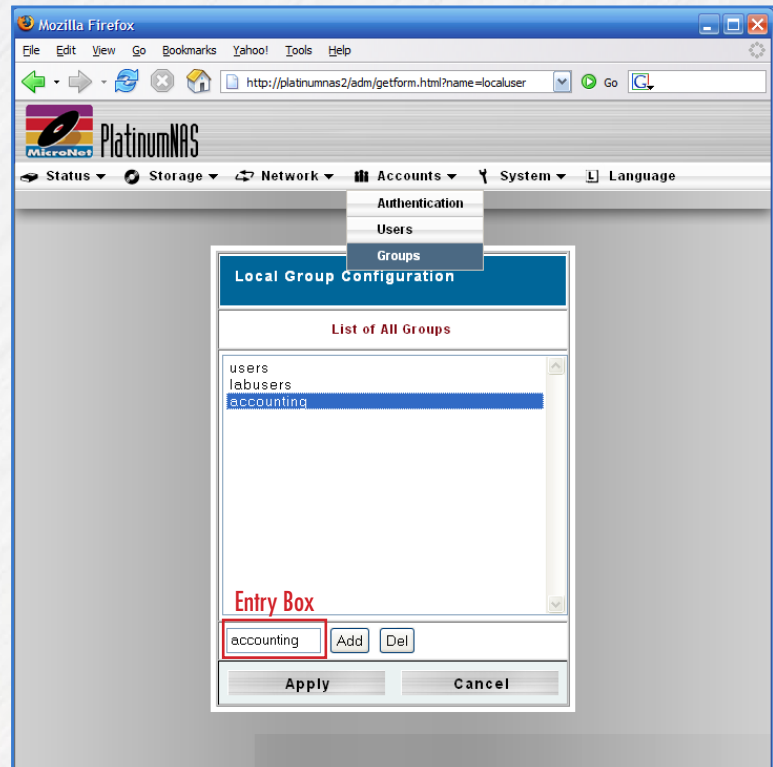 Mozilla Firefox
File Edit View Go Bookmarks Yahoo! Tools Help
http://platinumnas2/adm/getform.html?name=localuser Go G
MicroNet PlatinumNAS
Status Storage Network Accounts System L Language
Authentication
Users
Groups
Local Group Configuration
List of All Groups
users
labusers
accounting
Entry Box
accounting Add Del
Apply Cancel